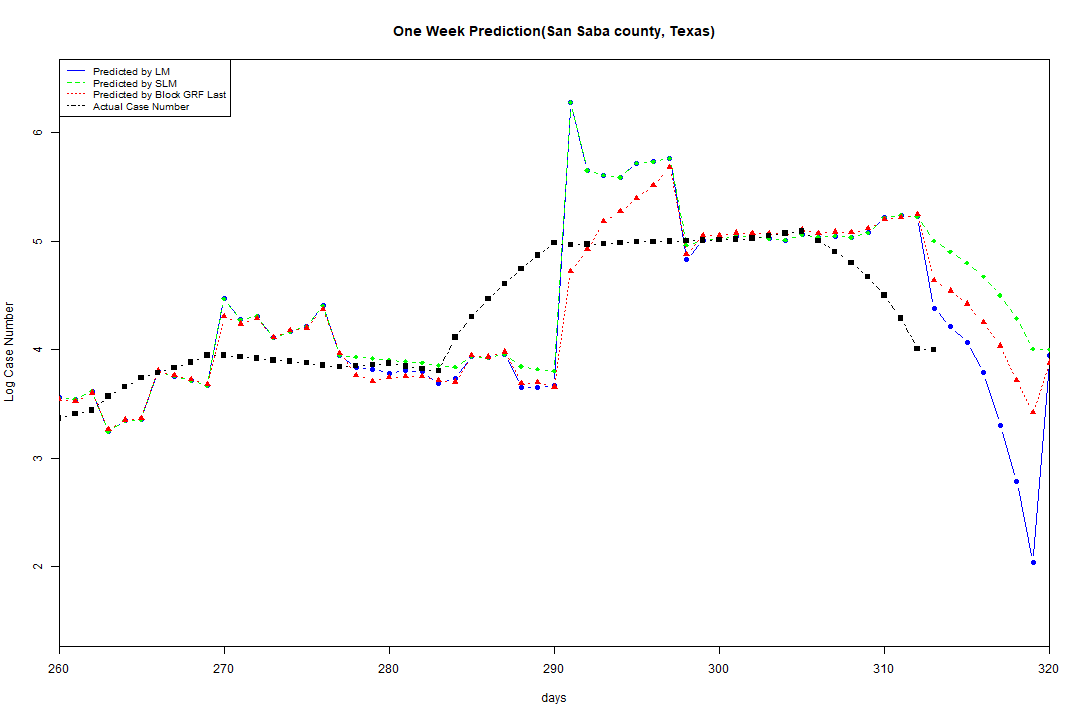 One Week Prediction(San Saba county, Texas)
Predicted by LM
Predicted by SLM
Predicted by Block GRF Last
Actual Case Number
6
5
4
3
2
Log Case Number
260 270 280 290 300 310 320
days